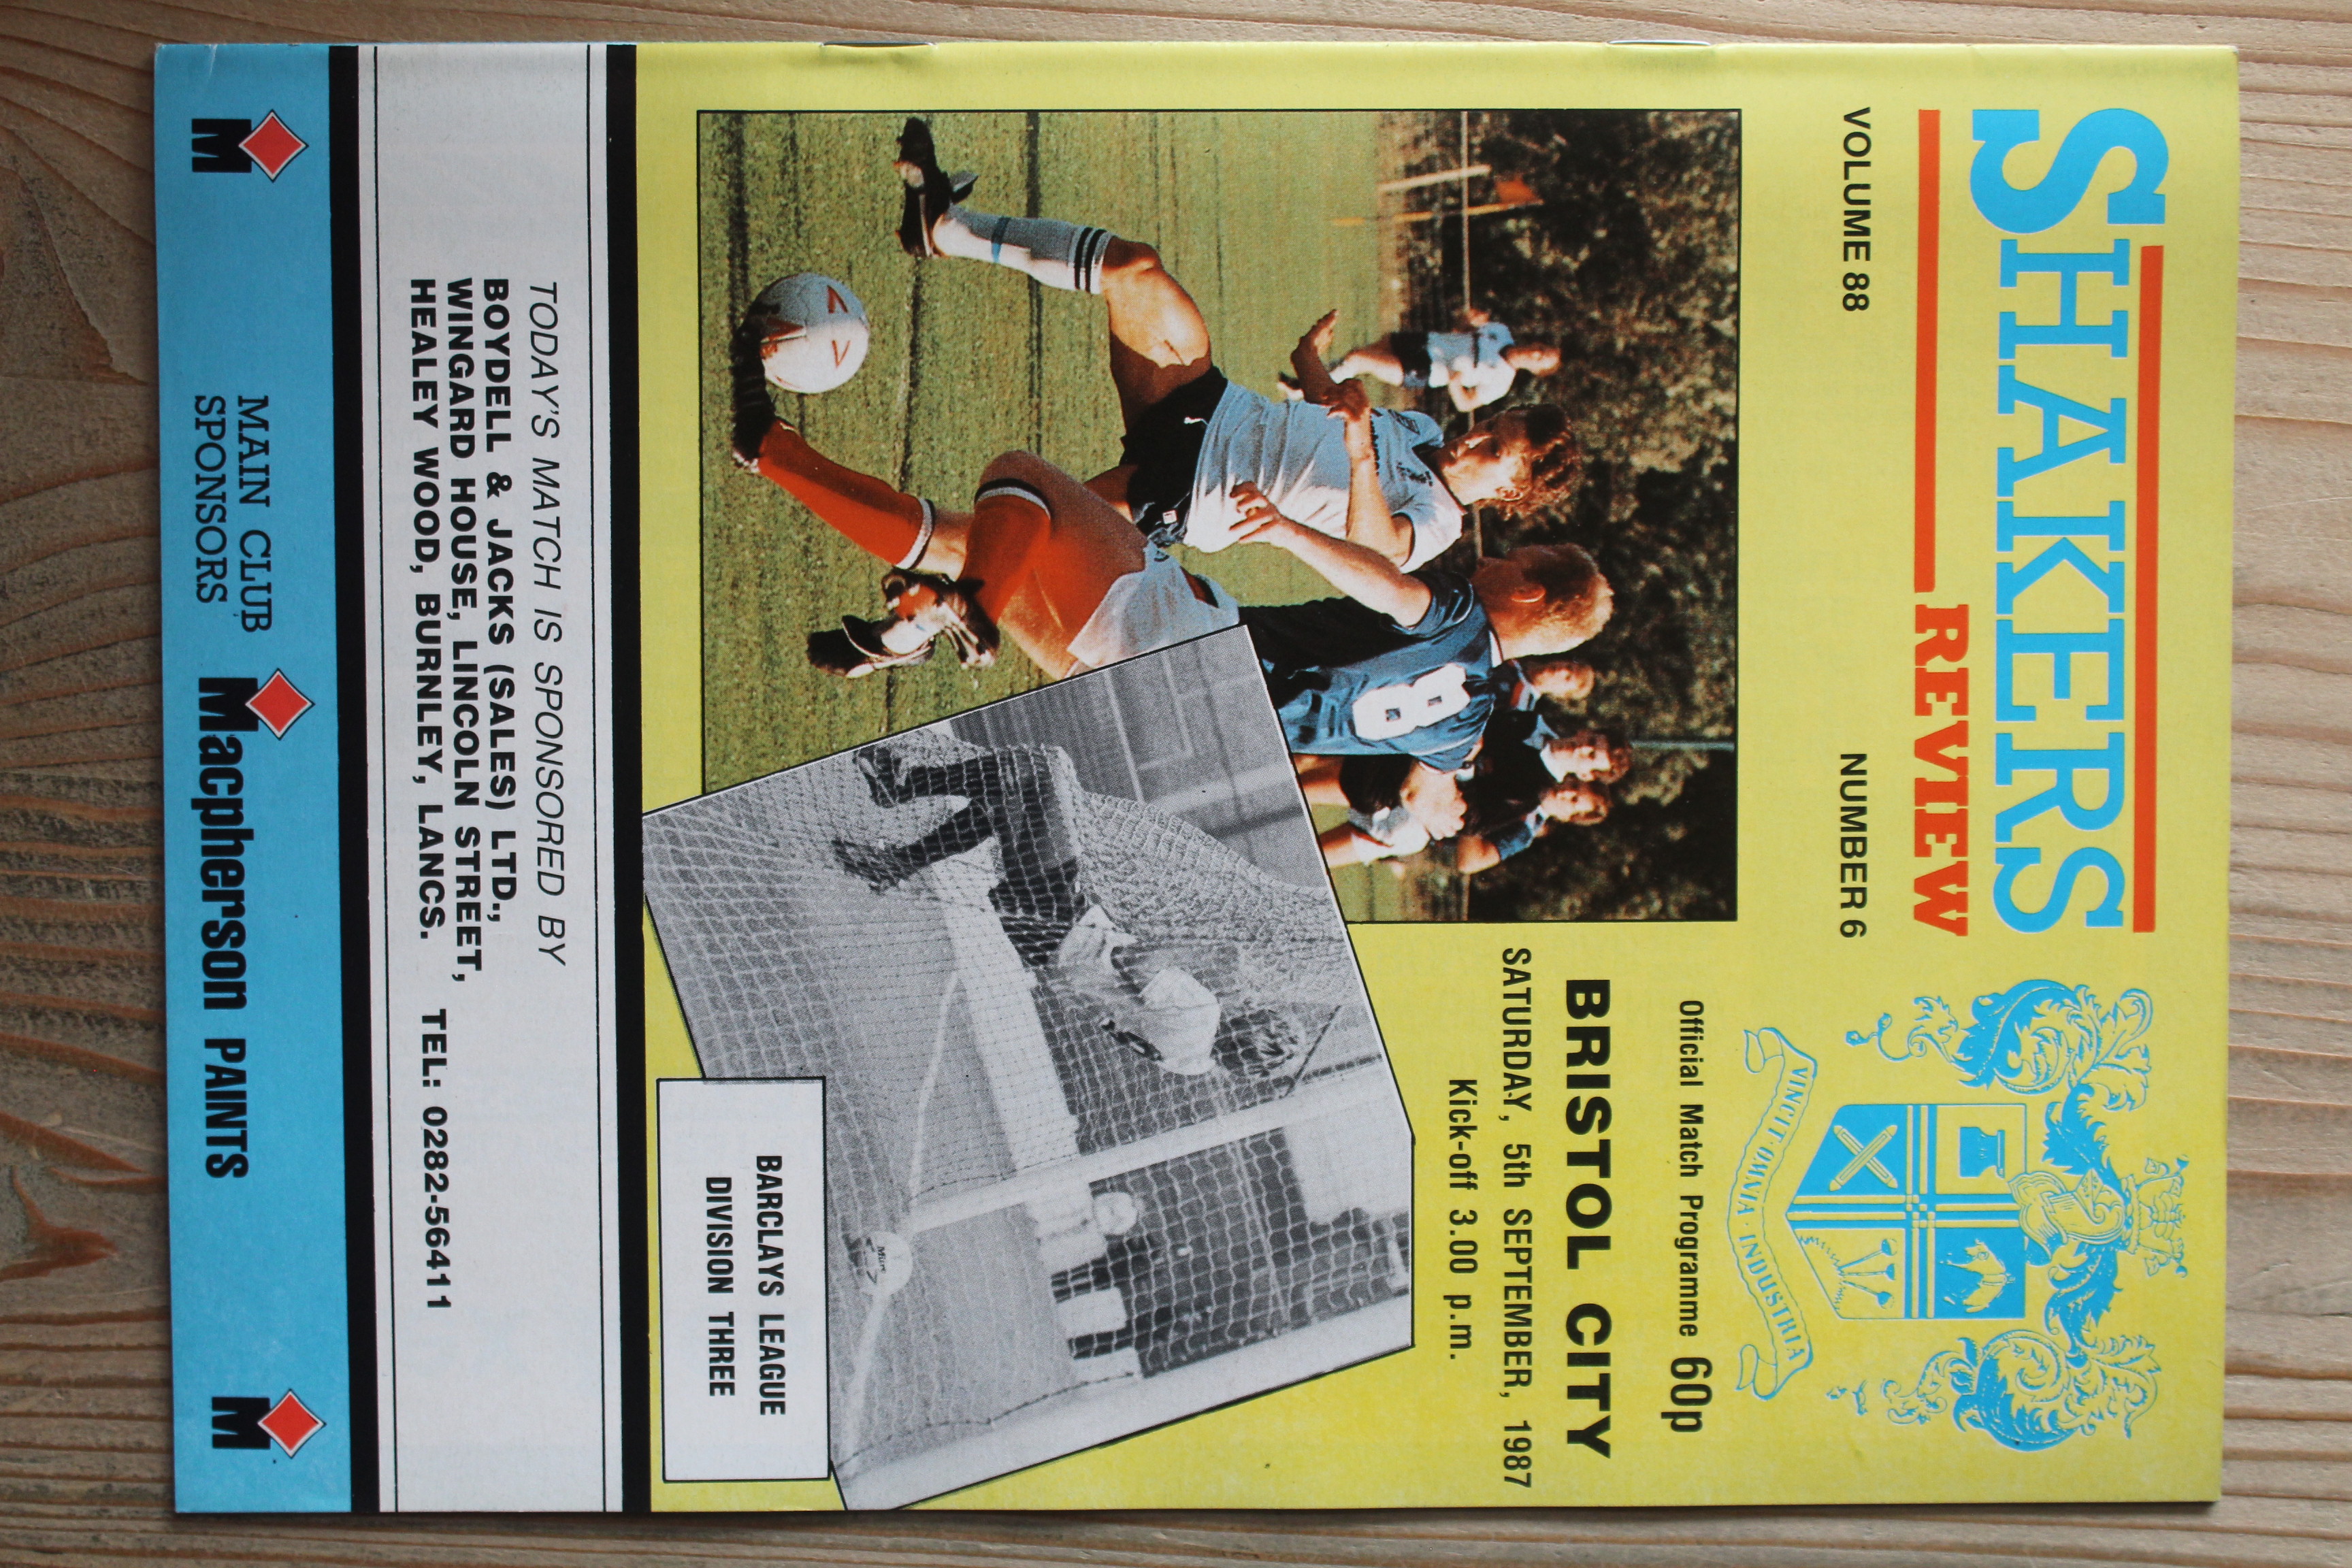 SHAKERS
REVIEW
VOLUME 88
NUMBER 6
VINCIT · OMNIA · INDUSTRIA
Official Match Programme 60p
BRISTOL CITY
SATURDAY, 5th SEPTEMBER, 1987
Kick-off 3.00 p.m.
8
Mitre
BARCLAYS LEAGUE
DIVISION THREE
TODAY'S MATCH IS SPONSORED BY
BOYDELL & JACKS (SALES) LTD.,
WINGARD HOUSE, LINCOLN STREET,
HEALEY WOOD, BURNLEY, LANCS. TEL: 0282-56411
M
MAIN CLUB
SPONSORS
Macpherson PAINTS
M